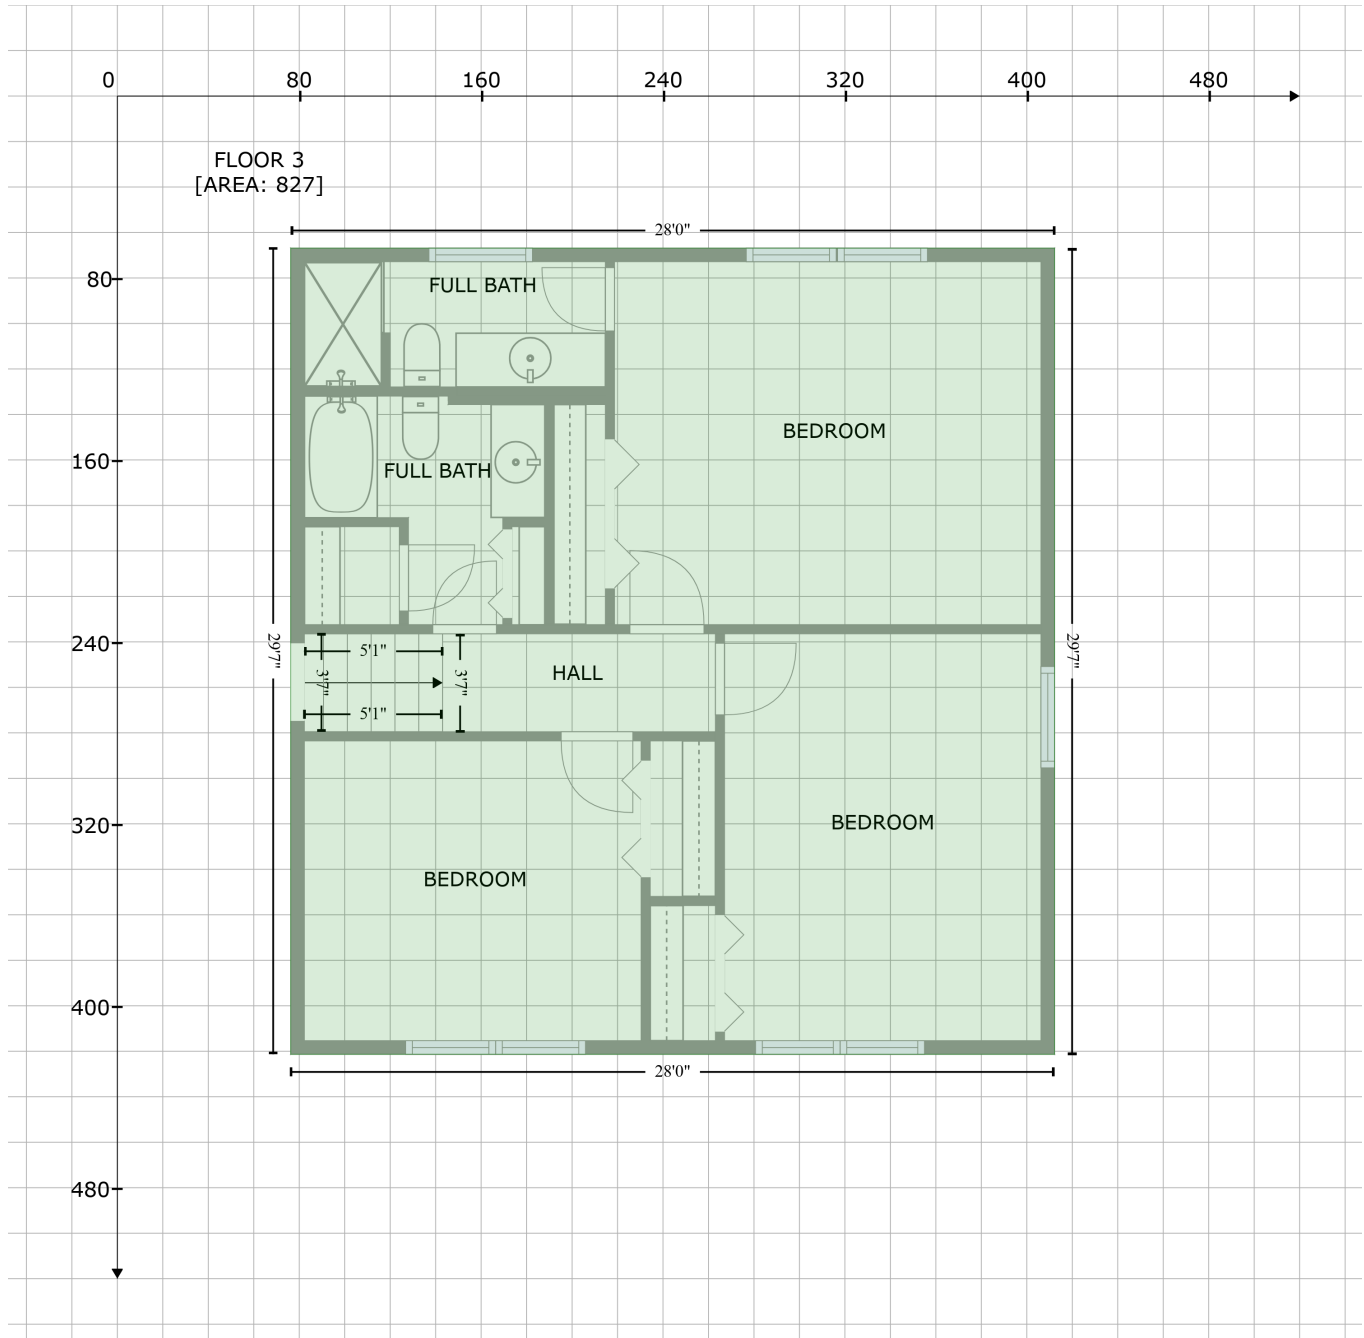 0 80 160 240 320 400 480
FLOOR 3
[AREA: 827]
28'0"
80
FULL BATH
BEDROOM
160
FULL BATH
240
29'7"
5'1"
3'7"
3'7"
5'1"
HALL
29'7"
320
BEDROOM
BEDROOM
400
28'0"
480